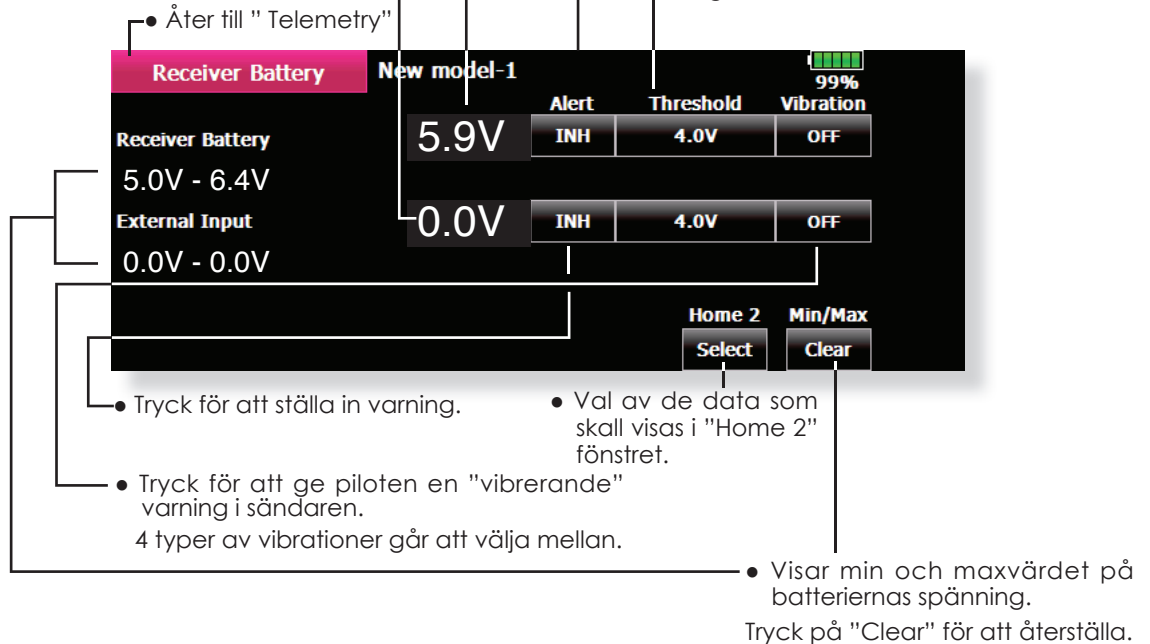 ● Åter till ” Telemetry”
Receiver Battery
New model-1
99%
Alert
Threshold
Vibration
Receiver Battery
5.9V
INH
4.0V
OFF
5.0V - 6.4V
External Input
0.0V
INH
4.0V
OFF
0.0V - 0.0V
Home 2
Min/Max
Select
Clear
● Tryck för att ställa in varning.
● Val av de data som
skall visas i ”Home 2”
fönstret.
● Tryck för att ge piloten en ”vibrerande”
varning i sändaren.
4 typer av vibrationer går att välja mellan.
● Visar min och maxvärdet på
batteriernas spänning.
Tryck på ”Clear” för att återställa.